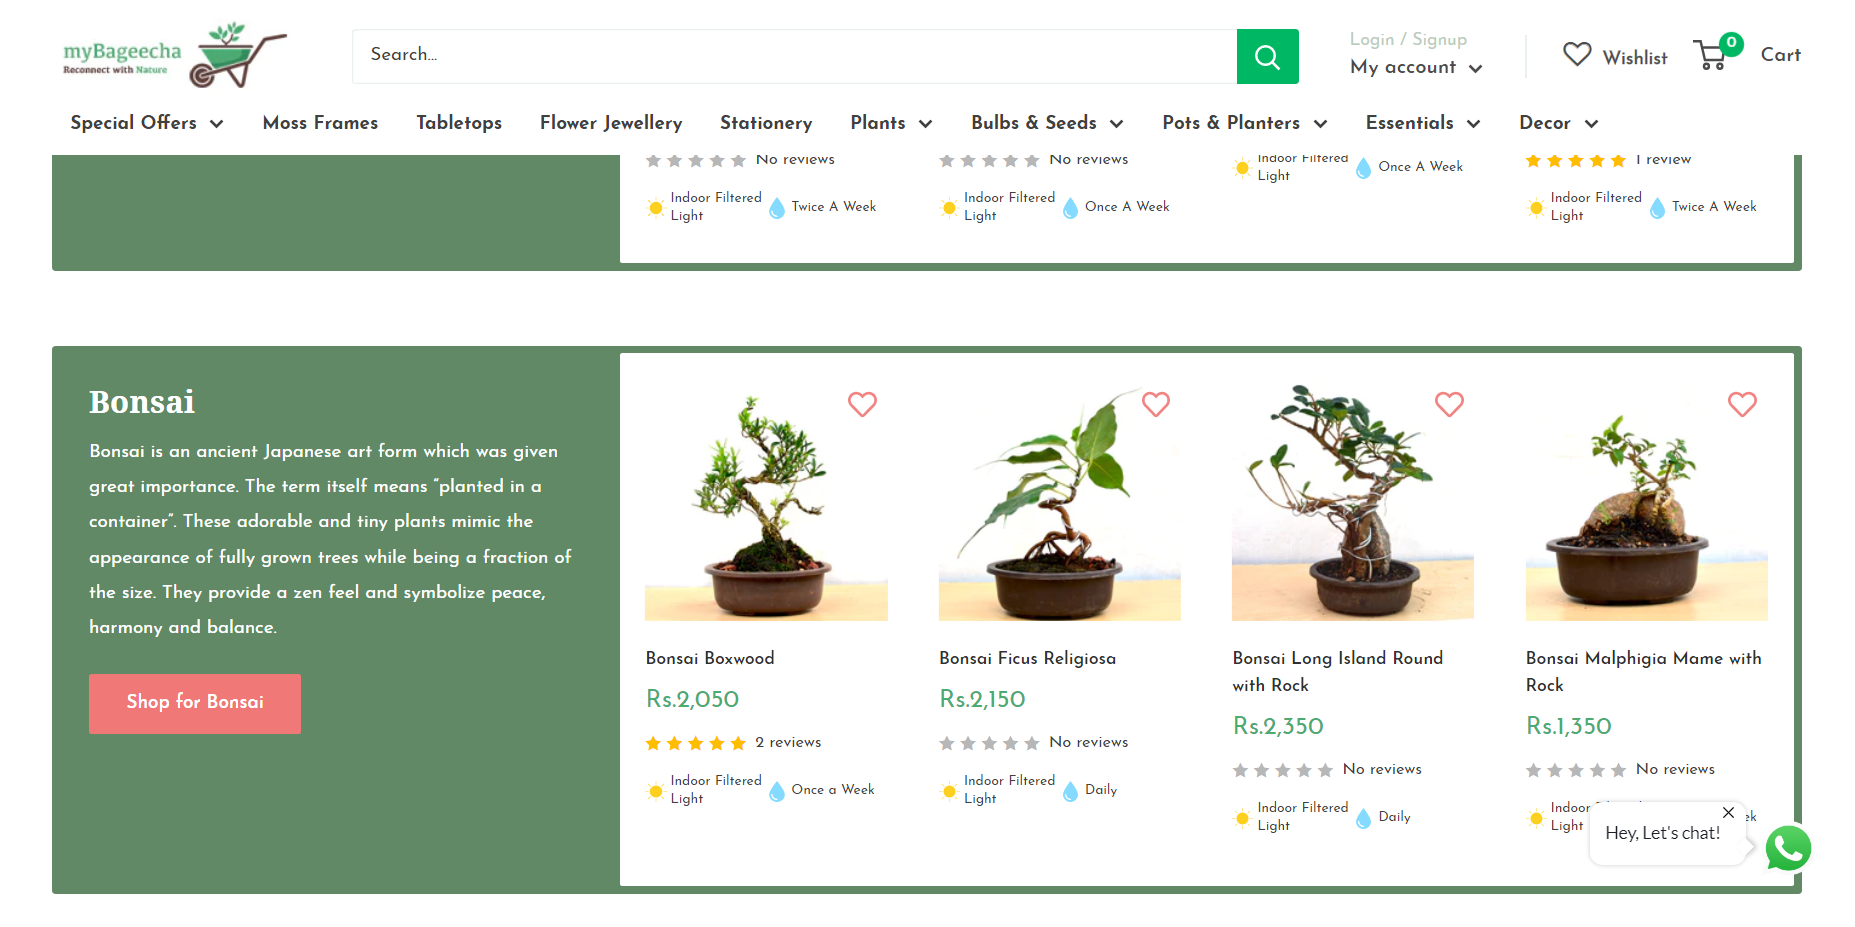 myBageecha
Reconnect with Nature
Search...
Login / Signup
My account
Wishlist
0
Cart
Special Offers
Moss Frames
Tabletops
Flower Jewellery
Stationery
Plants
Bulbs & Seeds
Pots & Planters
Essentials
Decor
No reviews
Indoor Filtered
Light
Twice A Week
No reviews
Indoor Filtered
Light
Once A Week
Indoor Filtered
Light
Once A Week
1 review
Indoor Filtered
Light
Twice A Week
Bonsai
Bonsai is an ancient Japanese art form which was given
great importance. The term itself means “planted in a
container”. These adorable and tiny plants mimic the
appearance of fully grown trees while being a fraction of
the size. They provide a zen feel and symbolize peace,
harmony and balance.
Shop for Bonsai
Bonsai Boxwood
Rs.2,050
2 reviews
Indoor Filtered
Light
Once a Week
Bonsai Ficus Religiosa
Rs.2,150
No reviews
Indoor Filtered
Light
Daily
Bonsai Long Island Round
with Rock
Rs.2,350
No reviews
Indoor Filtered
Light
Daily
Bonsai Malphigia Mame with
Rock
Rs.1,350
No reviews
Indoor
Light
Hey, Let's chat!